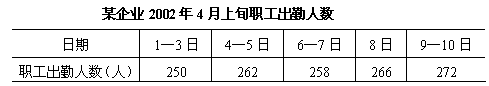 某企业 2002 年 4 月上旬职工出勤人数
日期 1—3 日 4—5 日 6—7 日 8 日 9—10 日
职工出勤人数（人） 250 262 258 266 272